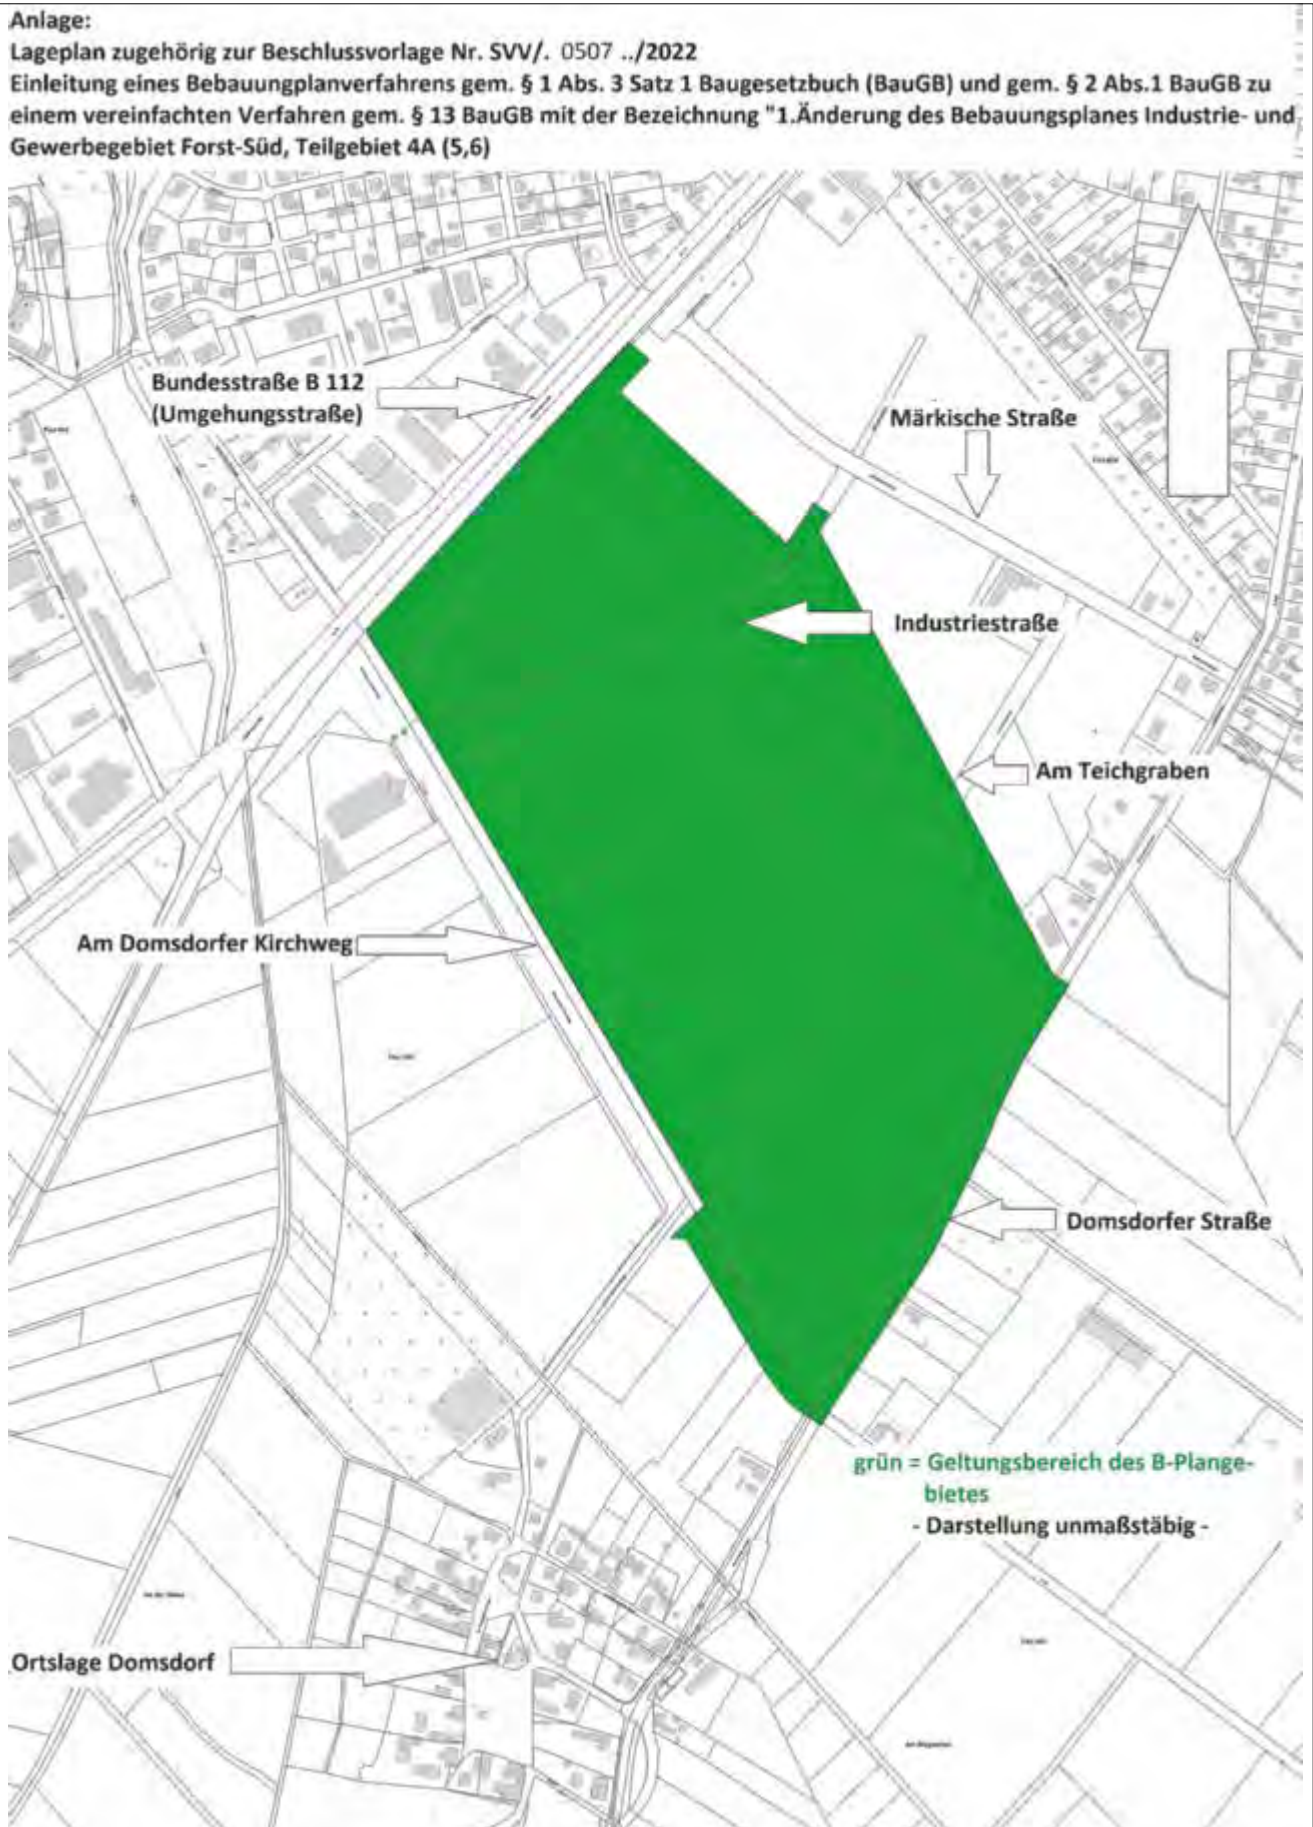 Anlage:
Lageplan zugehörig zur Beschlussvorlage Nr. SVV/. 0507 ../2022
Einleitung eines Bebauungplanverfahrens gem. § 1 Abs. 3 Satz 1 Baugesetzbuch (BauGB) und gem. § 2 Abs.1 BauGB zu
einem vereinfachten Verfahren gem. § 13 BauGB mit der Bezeichnung "1.Änderung des Bebauungsplanes Industrie- und
Gewerbegebiet Forst-Süd, Teilgebiet 4A (5,6)
Bundesstraße B 112
(Umgehungsstraße)
Märkische Straße
Industriestraße
Am Teichgraben
Am Domsdorfer Kirchweg
Domsdorfer Straße
grün = Geltungsbereich des B-Plange-
bietes
- Darstellung unmaßstäbig -
Ortslage Domsdorf